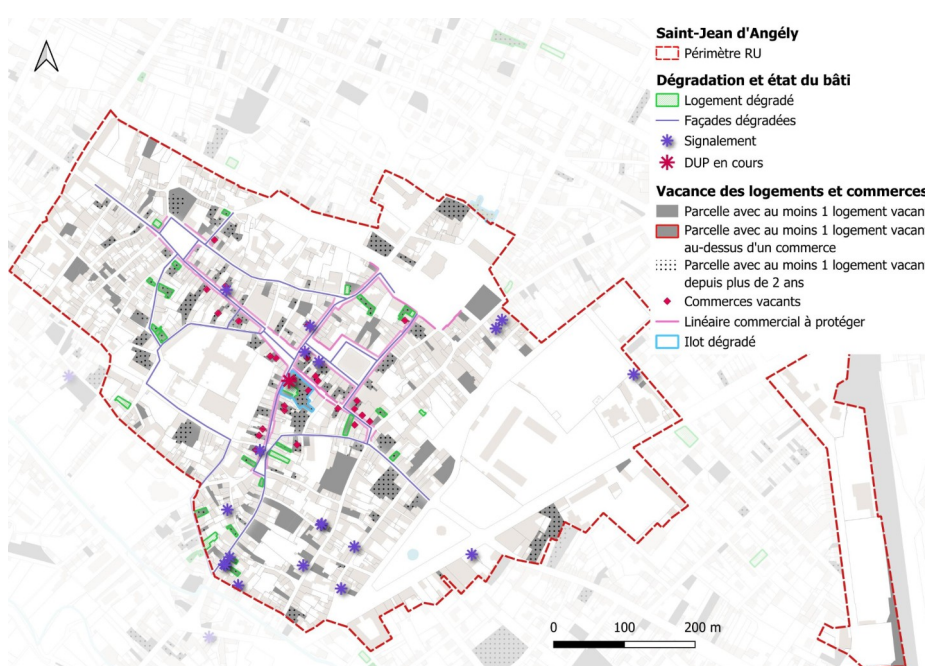 Saint-Jean d'Angély
Périmètre RU
Dégradation et état du bâti
Logement dégradé
Façades dégradées
Signalement
DUP en cours
Vacance des logements et commerces
Parcelle avec au moins 1 logement vacan
Parcelle avec au moins 1 logement vacan
au-dessus d'un commerce
Parcelle avec au moins 1 logement vacan
depuis plus de 2 ans
Commerces vacants
Linéaire commercial à protéger
Ilot dégradé
0 100 200 m